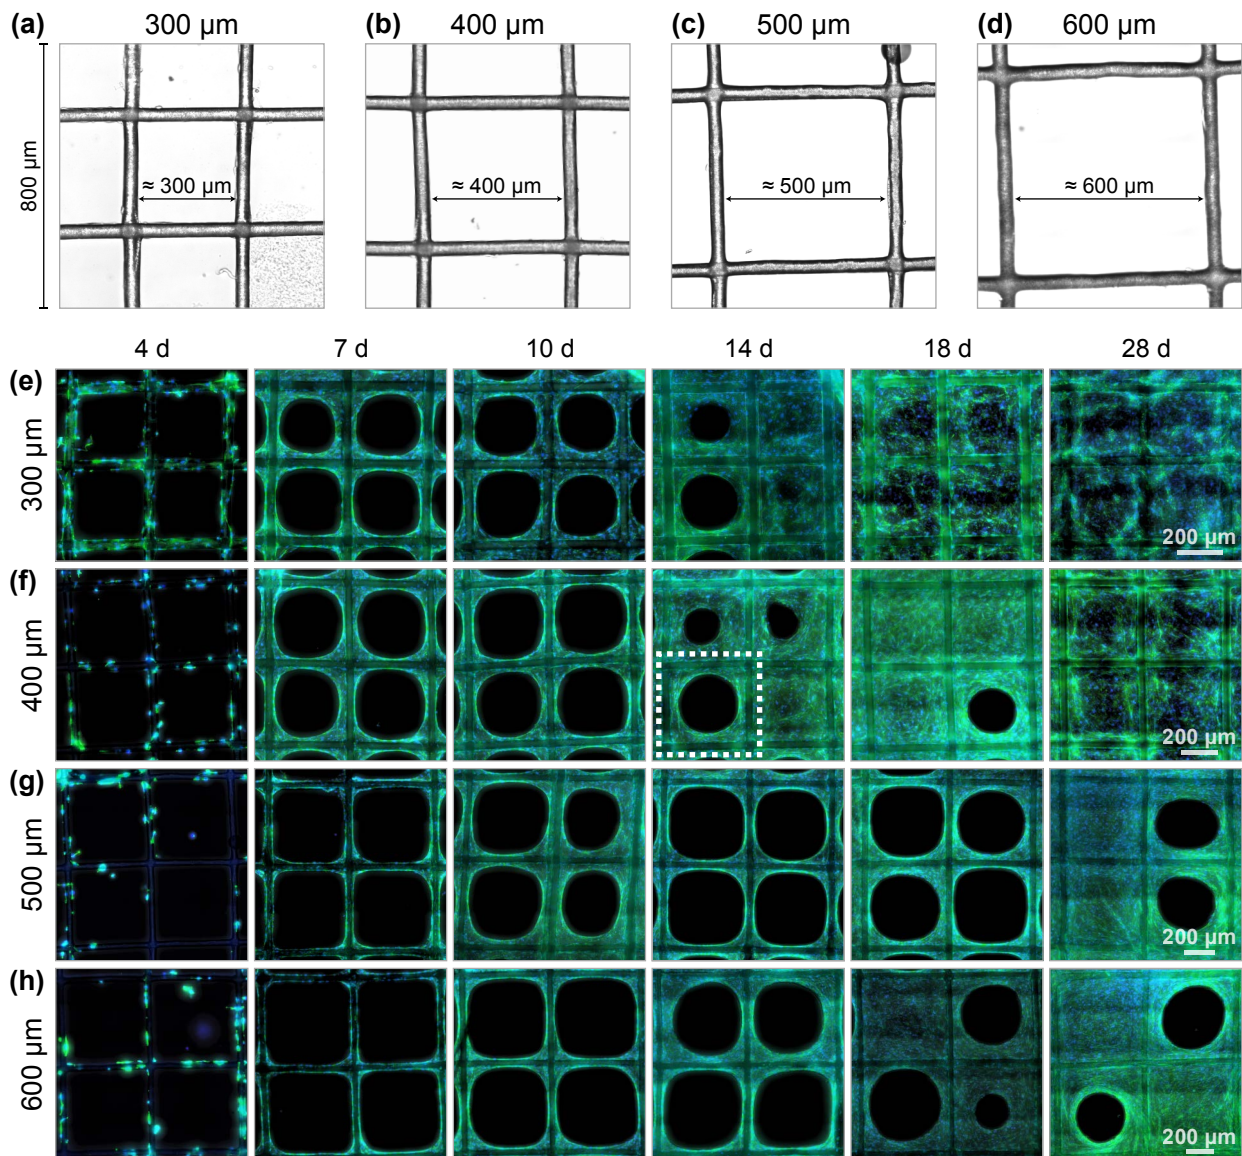 (a) 300 µm (b) 400 µm (c) 500 µm (d) 600 µm
800 µm
≈ 300 µm
≈ 400 µm
≈ 500 µm
≈ 600 µm
4 d 7 d 10 d 14 d 18 d 28 d
(e) 300 µm
200 µm
(f) 400 µm
200 µm
(g) 500 µm
200 µm
(h) 600 µm
200 µm